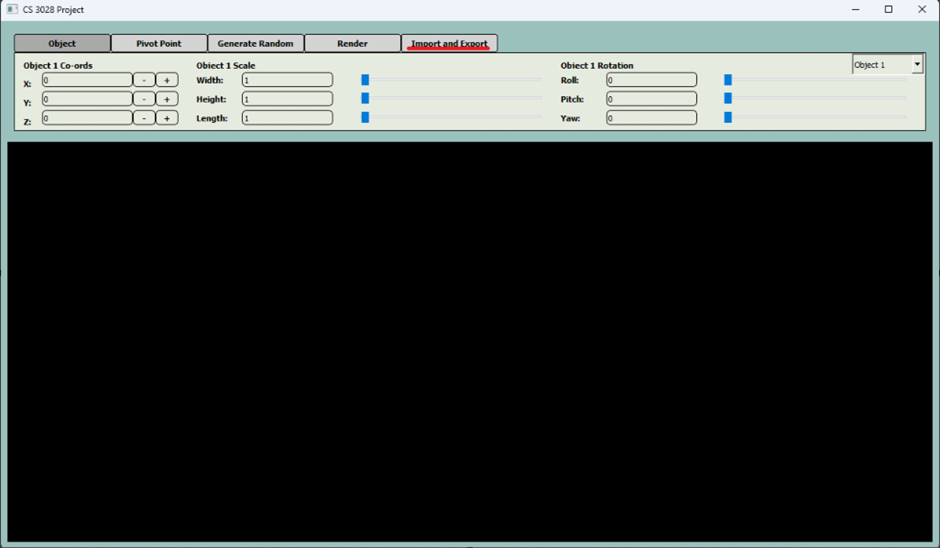 CS 3028 Project
Object Pivot Point Generate Random Render Import and Export
Object 1 Co-ords Object 1 Scale Object 1 Rotation Object 1
X: 0 - + Width: 1 Roll: 0
Y: 0 - + Height: 1 Pitch: 0
Z: 0 - + Length: 1 Yaw: 0